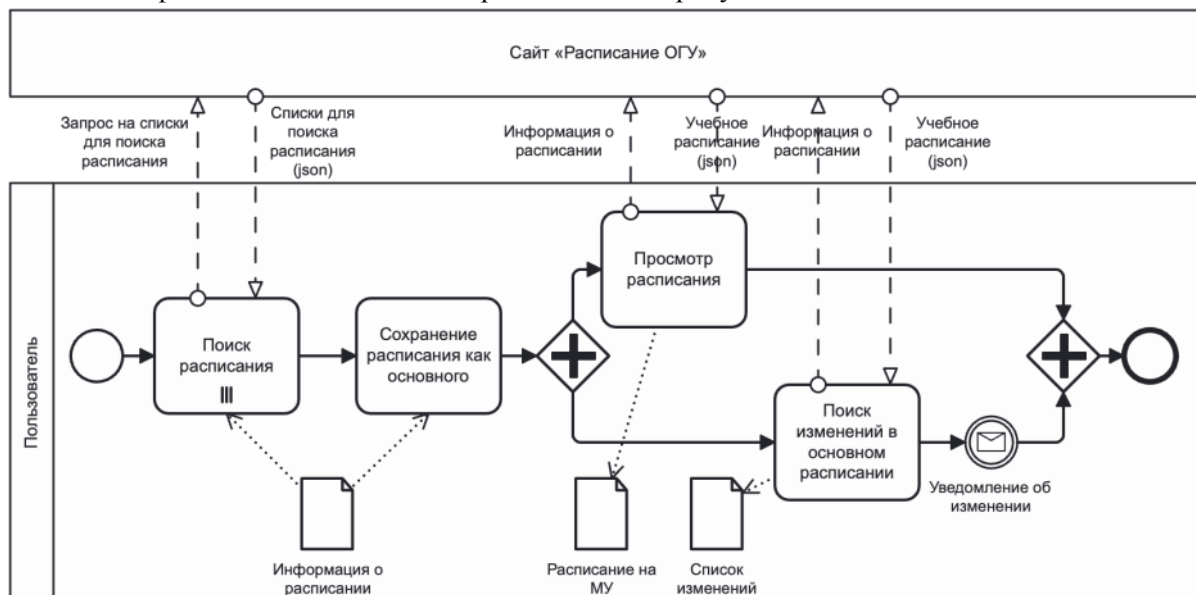 Сайт «Расписание ОГУ»
Запрос на списки
для поиска
расписания
Списки для
поиска
расписания
(json)
Информация о
расписании
Учебное
расписание
(json)
Информация о
расписании
Учебное
расписание
(json)
Пользователь
Поиск
расписания
Сохранение
расписания как
основного
Просмотр
расписания
Поиск
изменений в
основном
расписании
Уведомление об
изменении
Информация о
расписании
Расписание на
МУ
Список
изменений